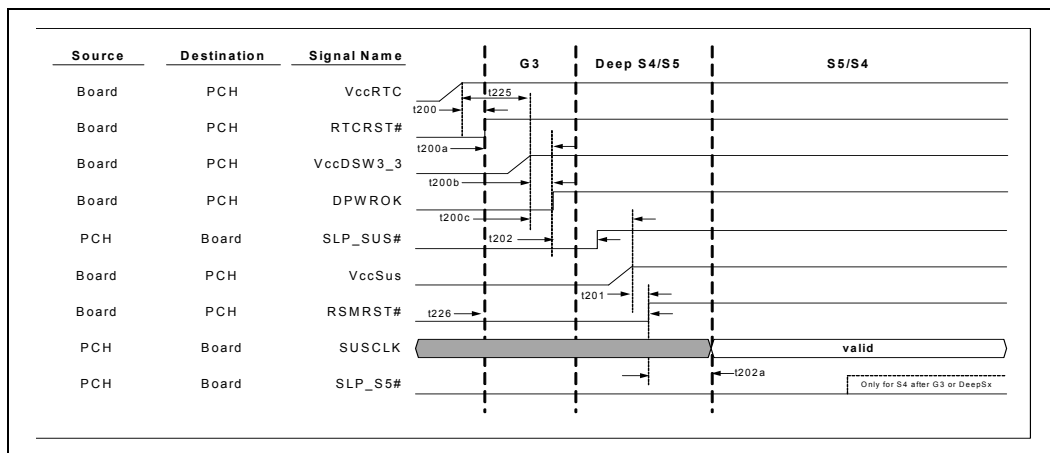 Source Destination Signal Name G3 Deep S4/S5 S5/S4
Board PCH VccRTC
t225
t200
Board PCH RTCRST#
t200a
Board PCH VccDSW3_3
t200b
Board PCH DPWROK
t200c
PCH Board SLP_SUS#
t202
Board PCH VccSus
t201
Board PCH RSMRST#
t226
PCH Board SUSCLK valid
t202a
PCH Board SLP_S5# Only for S4 after G3 or DeepSx